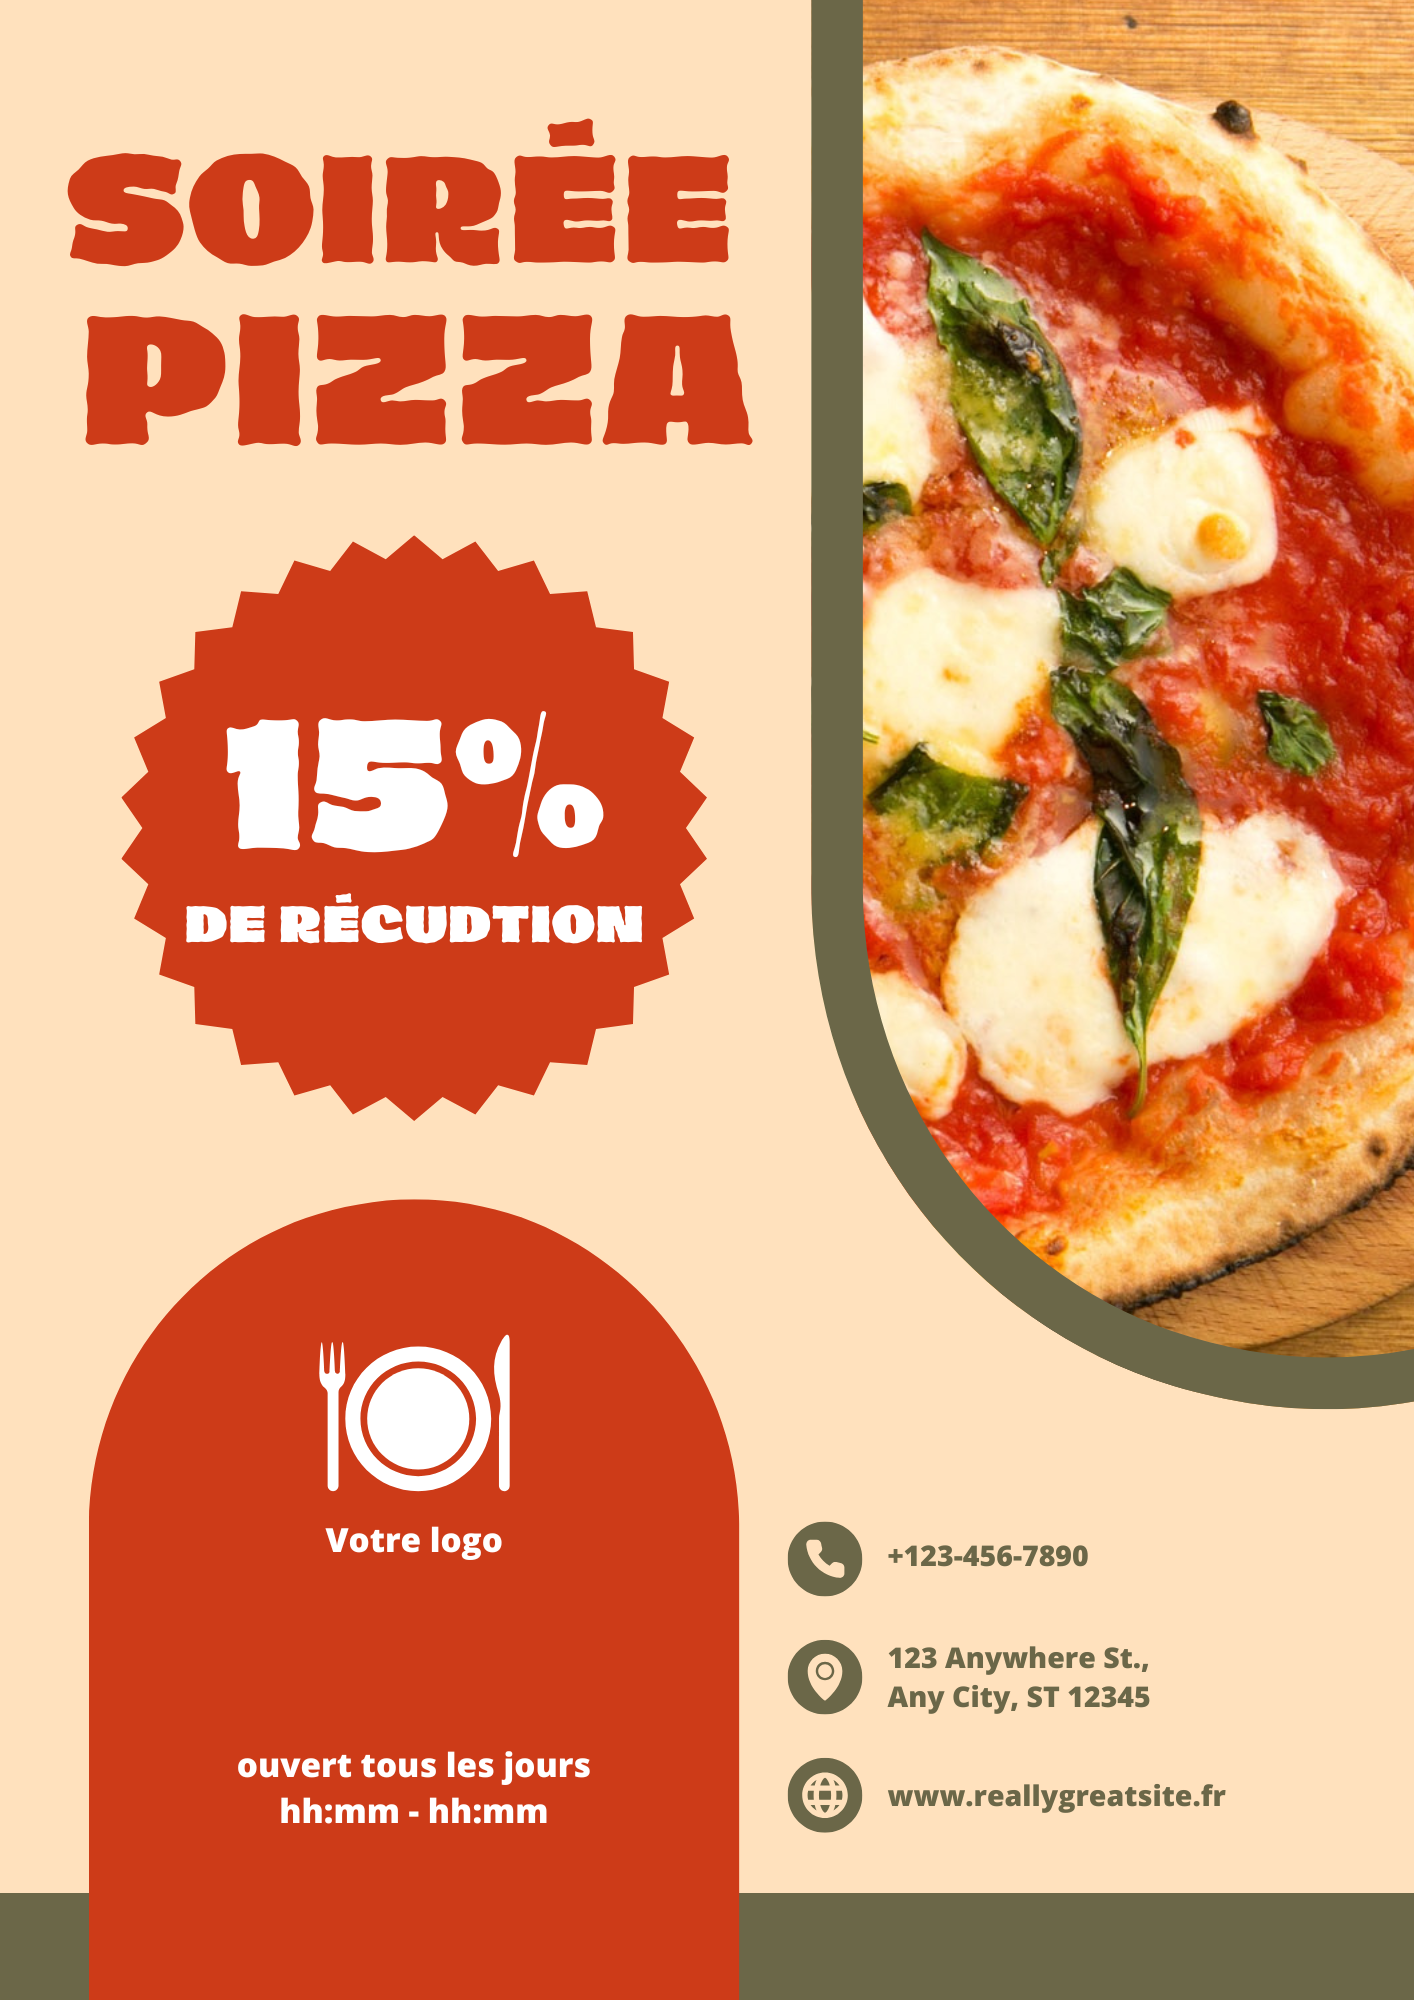 SOIRÉE
PIZZA
15%
DE RÉCUDTION
Votre logo
ouvert tous les jours
hh:mm - hh:mm
+123-456-7890
123 Anywhere St.,
Any City, ST 12345
www.reallygreatsite.fr